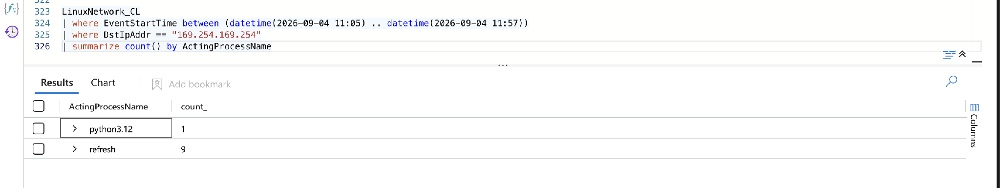 {fx}
322
323 LinuxNetwork_CL
324 | where EventStartTime between (datetime(2026-09-04 11:05) .. datetime(2026-09-04 11:57))
325 | where DstIpAddr == "169.254.169.254"
326 | summarize count() by ActingProcessName
...
Results Chart Add bookmark
ActingProcessName count_
python3.12 1
refresh 9
Columns